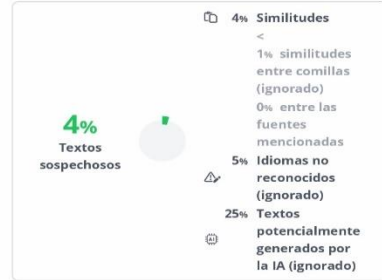 4%
Textos
sospechosos
4% Similitudes
<
1% similitudes
entre comillas
(ignorado)
0% entre las
fuentes
mencionadas
5% Idiomas no
reconocidos
(ignorado)
25% Textos
potencialmente
generados por
la IA (ignorado)